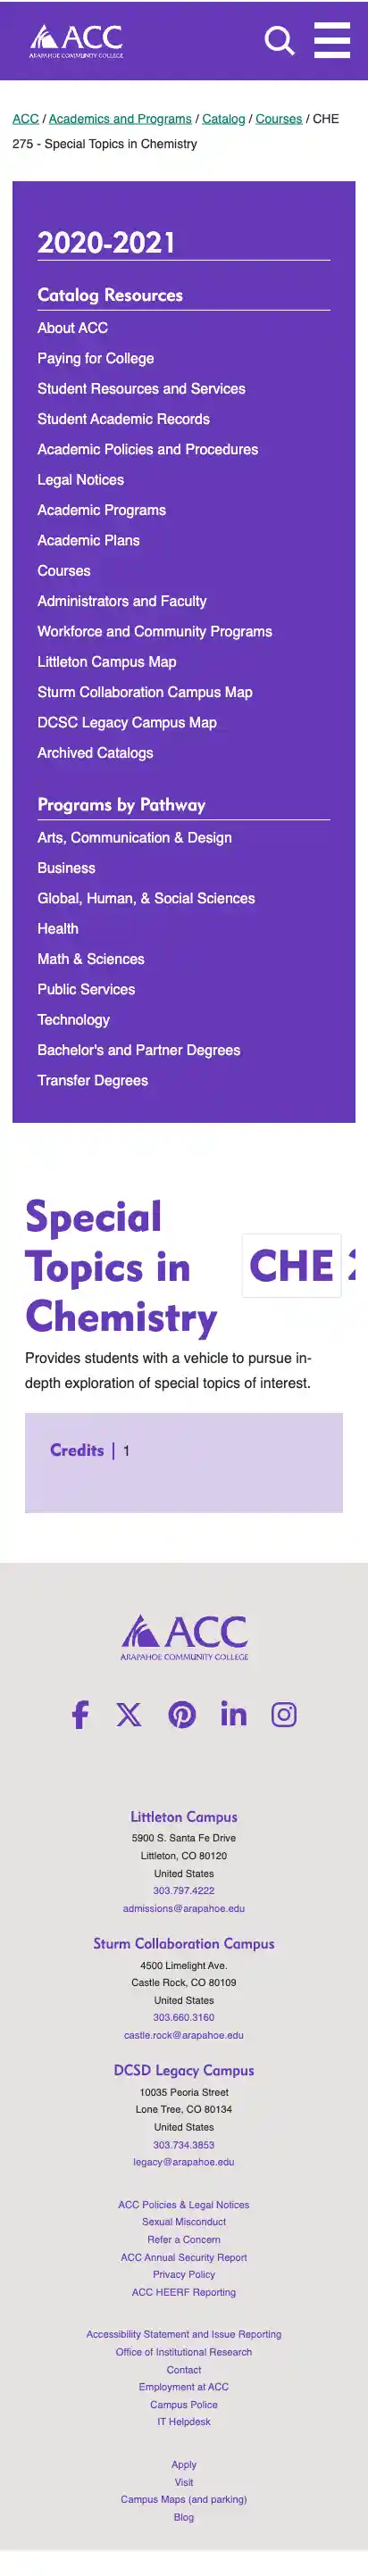 ACC
ARAPAHOE COMMUNITY COLLEGE
ACC / Academics and Programs / Catalog / Courses / CHE
275 - Special Topics in Chemistry
2020-2021
Catalog Resources
About ACC
Paying for College
Student Resources and Services
Student Academic Records
Academic Policies and Procedures
Legal Notices
Academic Programs
Academic Plans
Courses
Administrators and Faculty
Workforce and Community Programs
Littleton Campus Map
Sturm Collaboration Campus Map
DCSC Legacy Campus Map
Archived Catalogs
Programs by Pathway
Arts, Communication & Design
Business
Global, Human, & Social Sciences
Health
Math & Sciences
Public Services
Technology
Bachelor's and Partner Degrees
Transfer Degrees
Special
Topics in
Chemistry
CHE
Provides students with a vehicle to pursue in-
depth exploration of special topics of interest.
Credits | 1
ACC
ARAPAHOE COMMUNITY COLLEGE
Littleton Campus
5900 S. Santa Fe Drive
Littleton, CO 80120
United States
303.797.4222
admissions@arapahoe.edu
Sturm Collaboration Campus
4500 Limelight Ave.
Castle Rock, CO 80109
United States
303.660.3160
castle.rock@arapahoe.edu
DCSD Legacy Campus
10035 Peoria Street
Lone Tree, CO 80134
United States
303.734.3853
legacy@arapahoe.edu
ACC Policies & Legal Notices
Sexual Misconduct
Refer a Concern
ACC Annual Security Report
Privacy Policy
ACC HEERF Reporting
Accessibility Statement and Issue Reporting
Office of Institutional Research
Contact
Employment at ACC
Campus Police
IT Helpdesk
Apply
Visit
Campus Maps (and parking)
Blog